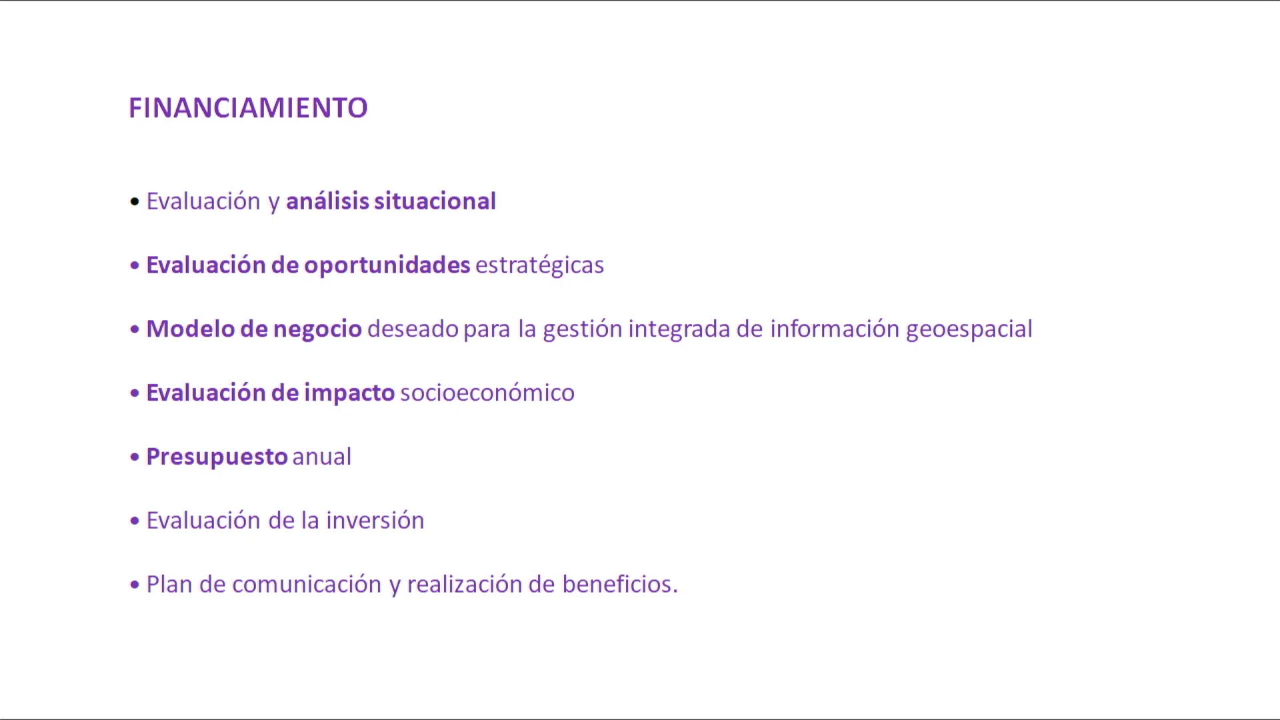 FINANCIAMIENTO
• Evaluación y análisis situacional
• Evaluación de oportunidades estratégicas
• Modelo de negocio deseado para la gestión integrada de información geoespacial
• Evaluación de impacto socioeconómico
• Presupuesto anual
• Evaluación de la inversión
• Plan de comunicación y realización de beneficios.